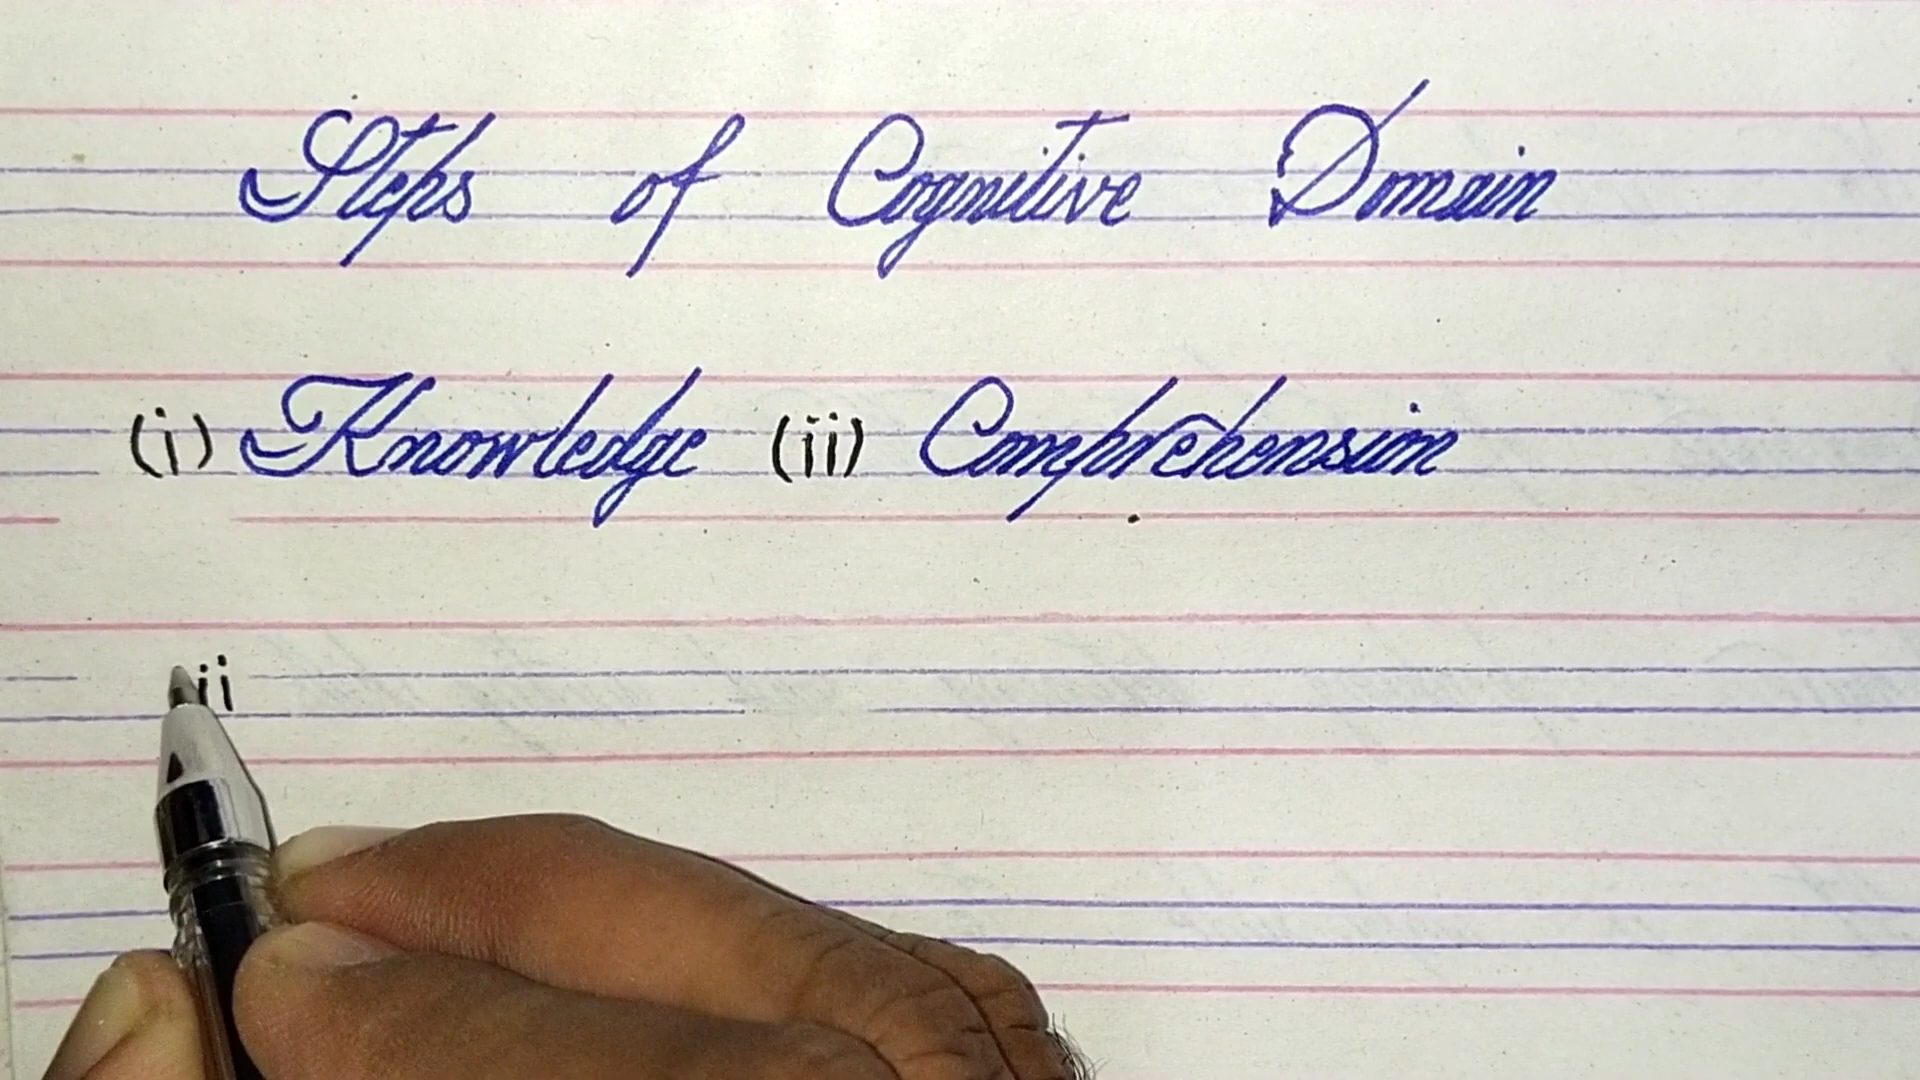 Steps of Cognitive Domain
(i) Knowledge (ii) Comprehension
ii